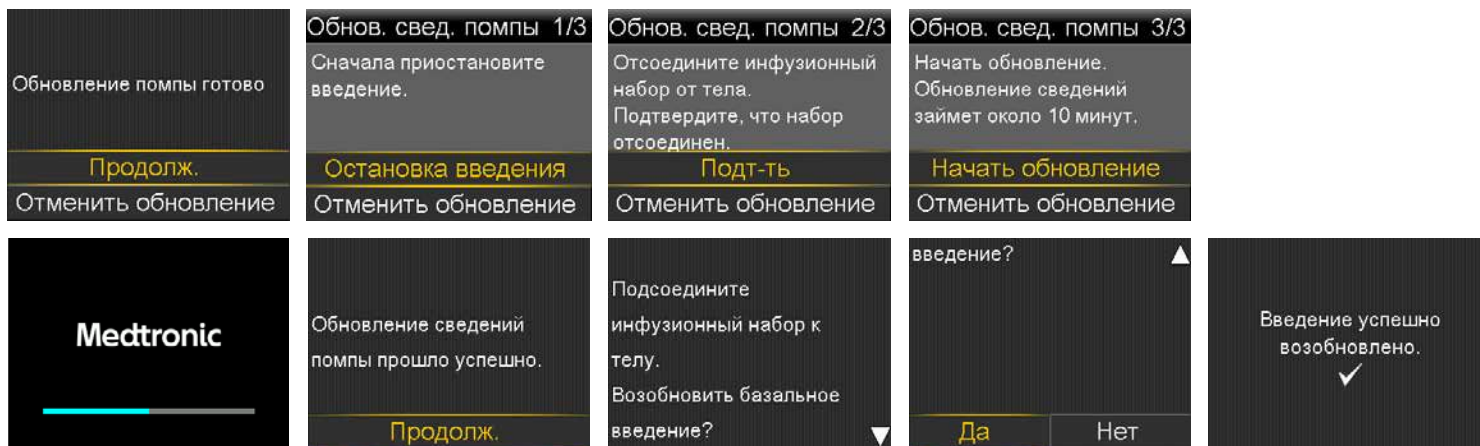 Обновление помпы готово
Продолж.
Отменить обновление
Обнов. свед. помпы 1/3
Сначала приостановите
введение.
Остановка введения
Отменить обновление
Обнов. свед. помпы 2/3
Отсоедините инфузионный
набор от тела.
Подтвердите, что набор
отсоединен.
Подт-ть
Отменить обновление
Обнов. свед. помпы 3/3
Начать обновление.
Обновление сведений
займет около 10 минут.
Начать обновление
Отменить обновление
Medtronic
Обновление сведений
помпы прошло успешно.
Продолж.
Подсоедините
инфузионный набор к
телу.
Возобновить базальное
введение?
введение?
Да Нет
Введение успешно
возобновлено.